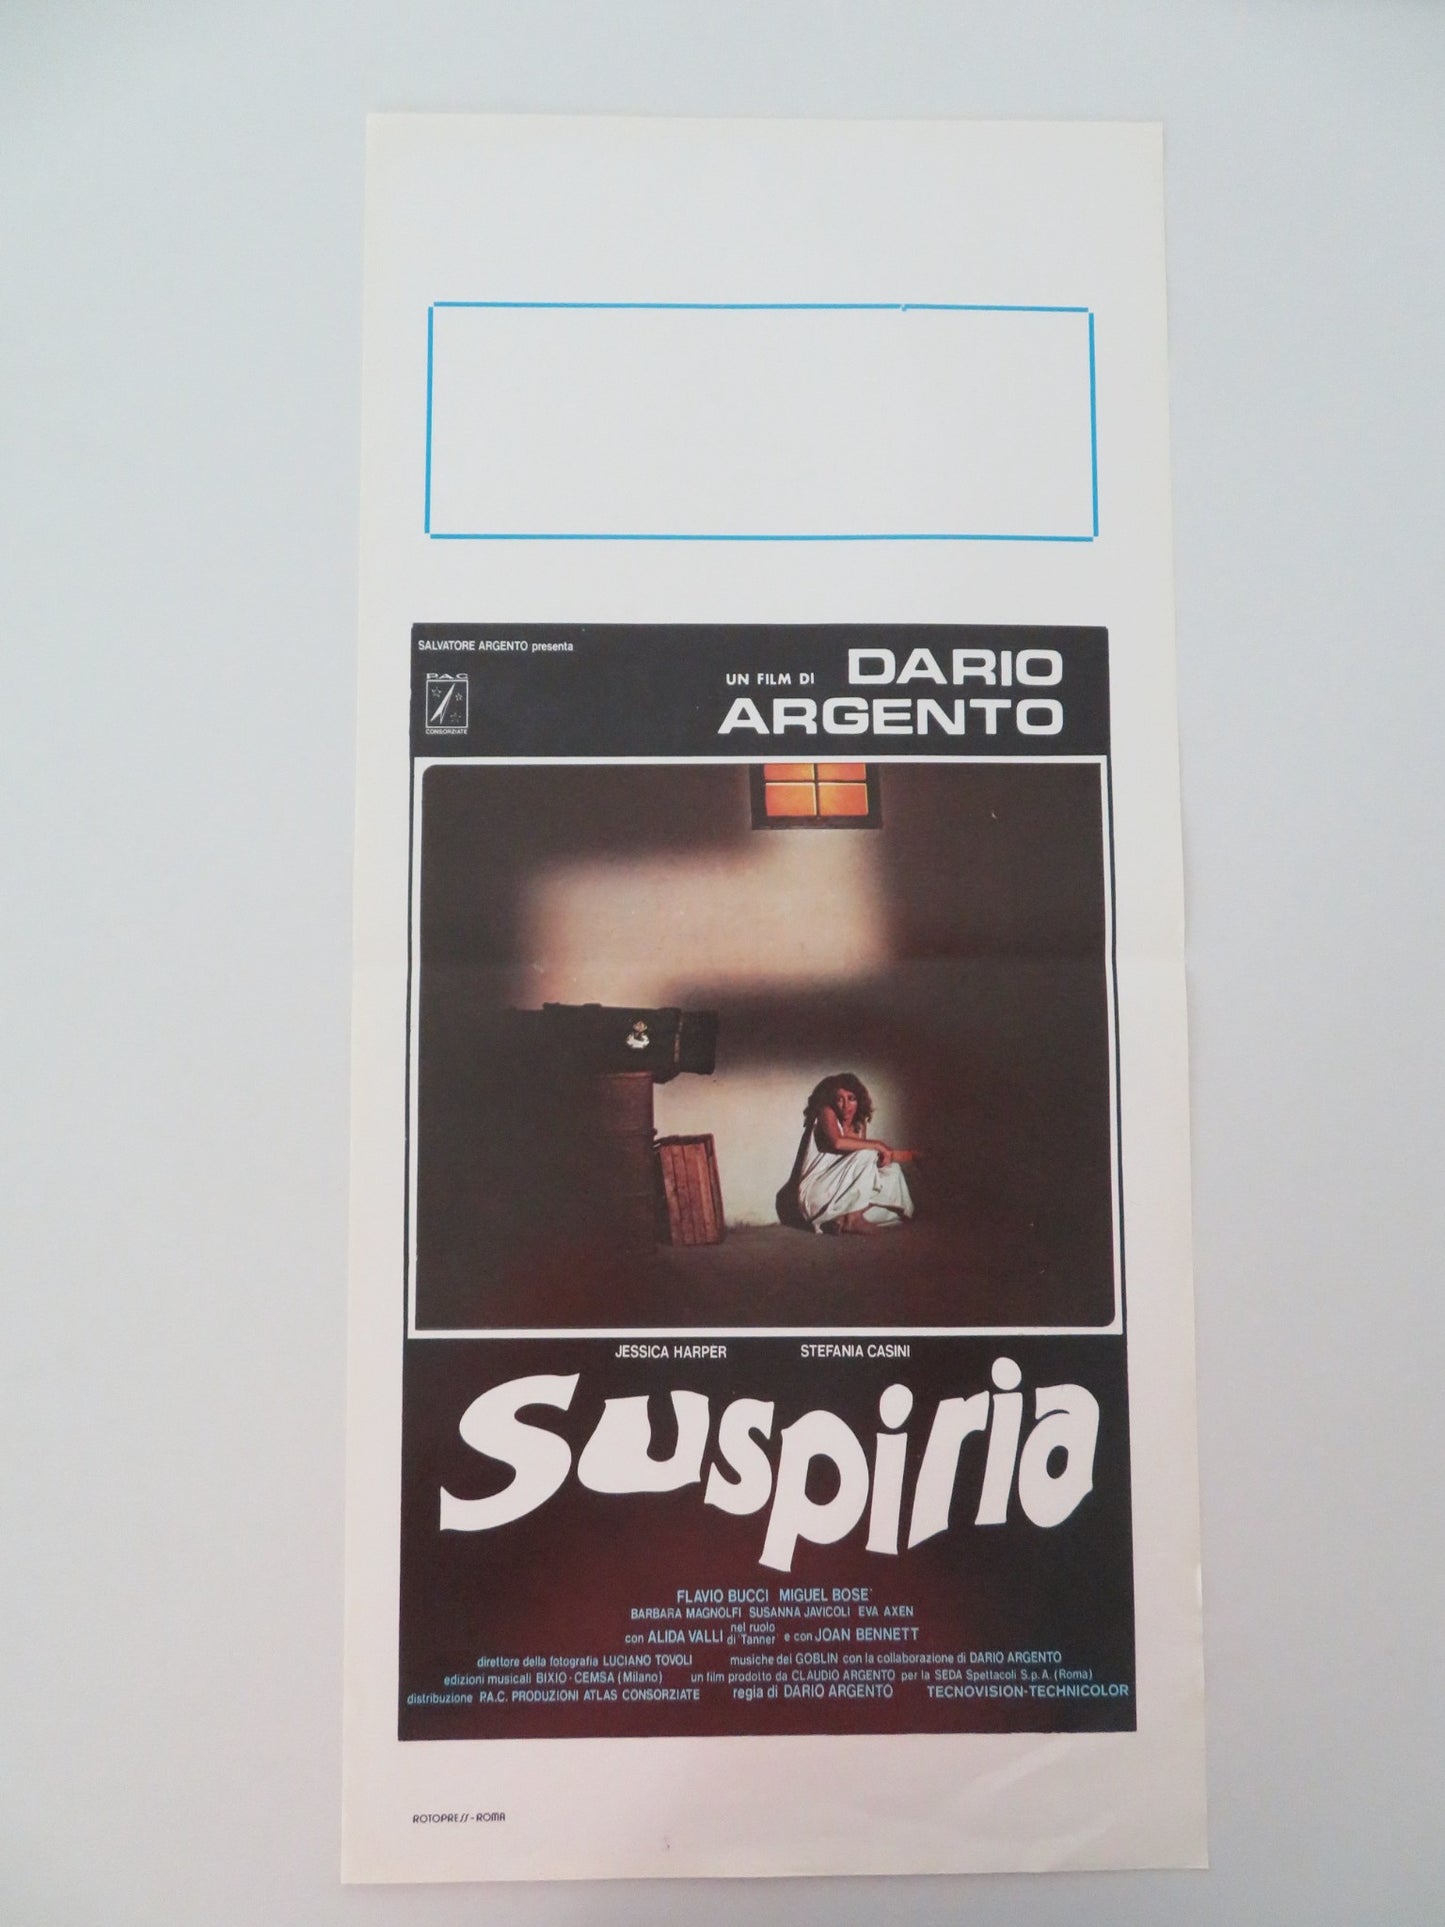 SALVATORE ARGENTO presenta
P.A.C.
CONSORZIATE
UN FILM DI DARIO
ARGENTO
JESSICA HARPER STEFANIA CASINI
Suspiria
FLAVIO BUCCI MIGUEL BOSE'
BARBARA MAGNOLFI SUSANNA JAVICOLI EVA AXEN
con ALIDA VALLI nel ruolo di 'Tanner' e con JOAN BENNETT
direttore della fotografia LUCIANO TOVOLI musiche dei GOBLIN con la collaborazione di DARIO ARGENTO
edizioni musicali BIXIO - CEMSA (Milano) un film prodotto da CLAUDIO ARGENTO per la SEDA Spettacoli S.p.A. (Roma)
distribuzione P.A.C. PRODUZIONI ATLAS CONSORZIATE regia di DARIO ARGENTO TECNOVISION-TECHNICOLOR
ROTOPRESS - ROMA